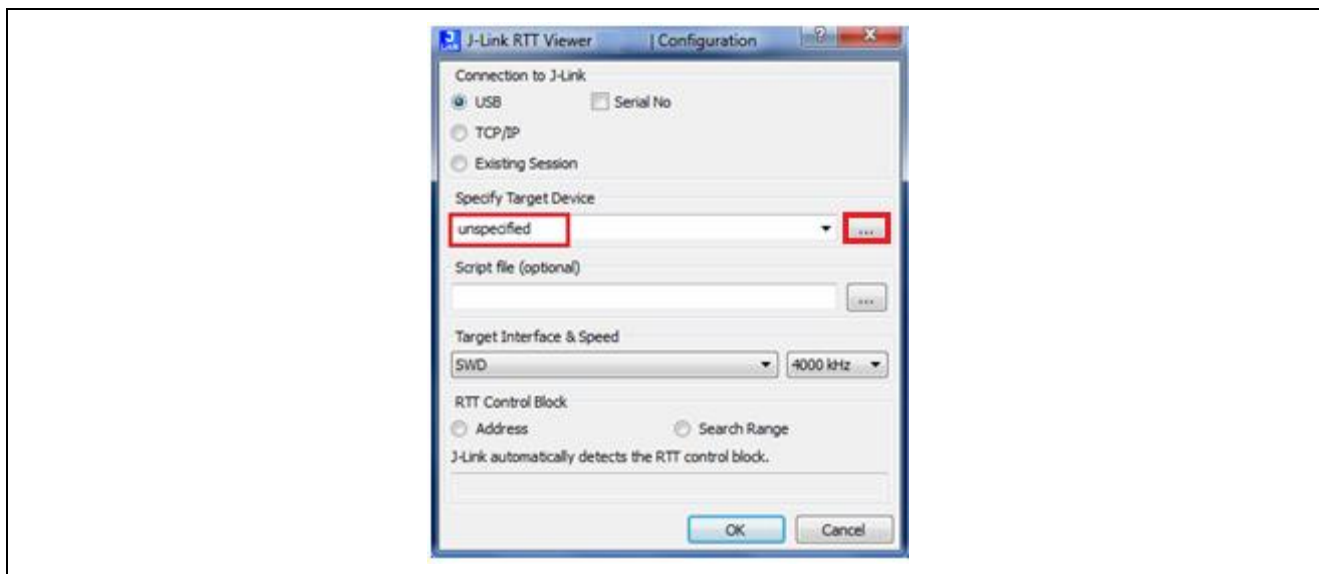 J-Link RTT Viewer | Configuration
Connection to J-Link
USB Serial No
TCP/IP
Existing Session
Specify Target Device
unspecified ...
Script file (optional)
...
Target Interface & Speed
SWD 4000 kHz
RTT Control Block
Address Search Range
J-Link automatically detects the RTT control block.
OK Cancel